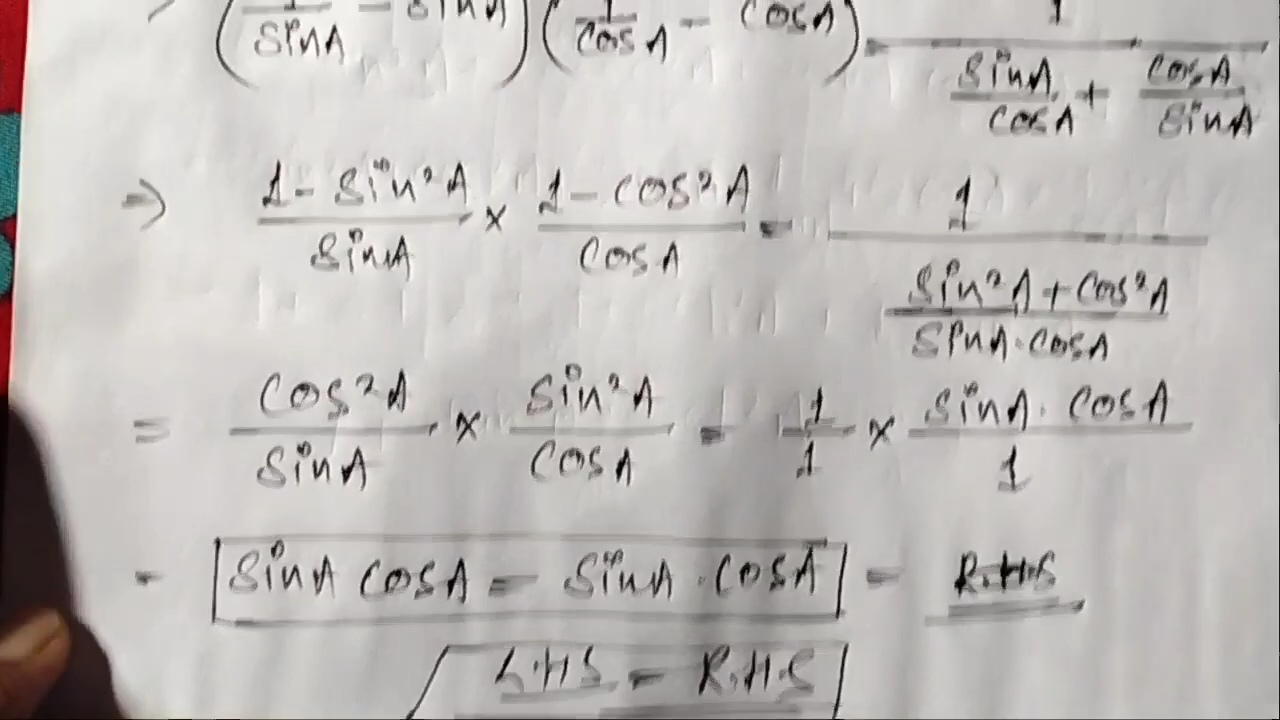 (1/sinA - sinA) (1/cosA - cosA) = 1/(sinA/cosA + cosA/sinA)
⇒ (1 - sin²A)/sinA × (1 - cos²A)/cosA = 1/((sin²A + cos²A)/(sinA·cosA))
= cos²A/sinA × sin²A/cosA = 1/1 × sinA·cosA/1
= sinA cosA = sinA·cosA = R.H.S
L.H.S = R.H.S